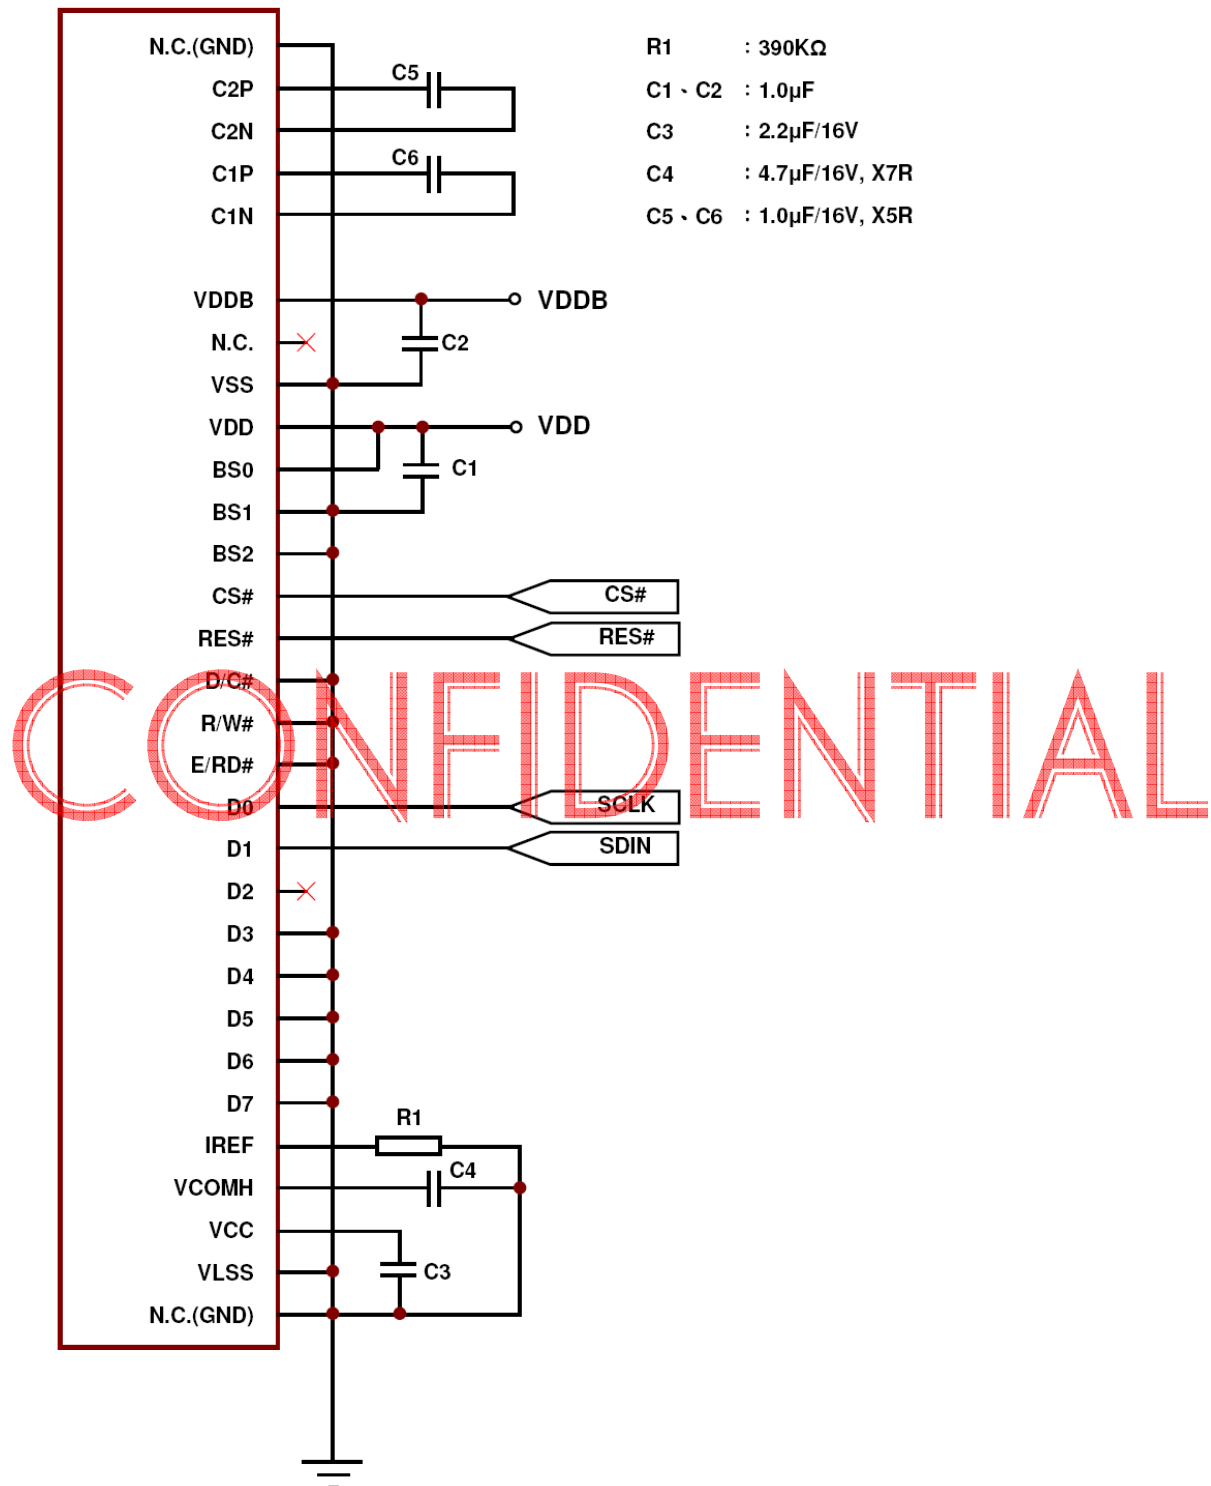 N.C.(GND)
C2P
C2N
C1P
C1N
VDDB
N.C.
VSS
VDD
BS0
BS1
BS2
CS#
RES#
D/C#
R/W#
E/RD#
D0
D1
D2
D3
D4
D5
D6
D7
IREF
VCOMH
VCC
VLSS
N.C.(GND)
C5
C6
VDDB
C2
VDD
C1
CS#
RES#
SCLK
SDIN
R1
C4
C3
R1 : 390KΩ
C1、C2 : 1.0µF
C3 : 2.2µF/16V
C4 : 4.7µF/16V, X7R
C5、C6 : 1.0µF/16V, X5R
CONFIDENTIAL